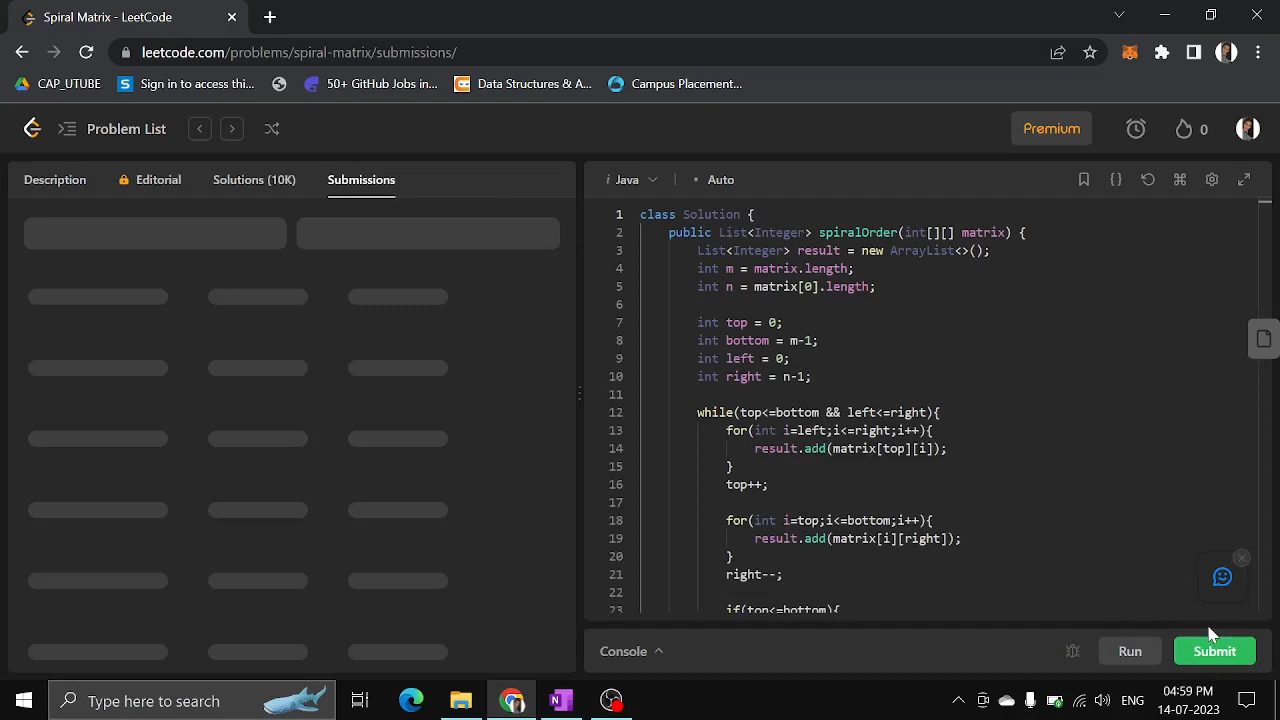 Spiral Matrix - LeetCode
leetcode.com/problems/spiral-matrix/submissions/
CAP_UTUBE
Sign in to access thi...
50+ GitHub Jobs in...
Data Structures & A...
Campus Placement...
Problem List
Premium
0
Description
Editorial
Solutions (10K)
Submissions
i Java
Auto
1 class Solution {
2 public List<Integer> spiralOrder(int[][] matrix) {
3 List<Integer> result = new ArrayList<>();
4 int m = matrix.length;
5 int n = matrix[0].length;
6
7 int top = 0;
8 int bottom = m-1;
9 int left = 0;
10 int right = n-1;
11
12 while(top<=bottom && left<=right){
13 for(int i=left;i<=right;i++){
14 result.add(matrix[top][i]);
15 }
16 top++;
17
18 for(int i=top;i<=bottom;i++){
19 result.add(matrix[i][right]);
20 }
21 right--;
22
23 if(top<=bottom){
Console
Run
Submit
Type here to search
ENG
04:59 PM
14-07-2023